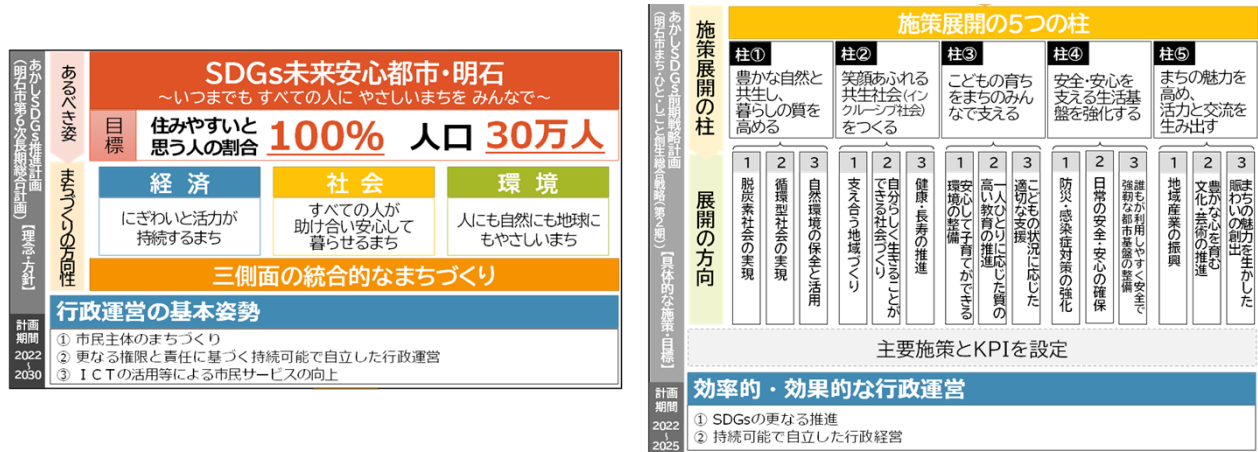 あかしSDGs推進計画
(明石市第6次長期総合計画)【理念・方針】
計画
期間
2022
～
2030
あるべき姿
SDGs未来安心都市・明石
～いつまでも すべての人に やさしいまちを みんなで～
目標
住みやすいと
思う人の割合
100%
人口
30万人
まちづくりの方向性
経 済
にぎわいと活力が
持続するまち
社 会
すべての人が
助け合い安心して
暮らせるまち
環 境
人にも自然にも地球に
もやさしいまち
三側面の統合的なまちづくり
行政運営の基本姿勢
① 市民主体のまちづくり
② 更なる権限と責任に基づく持続可能で自立した行政運営
③ ＩＣＴの活用等による市民サービスの向上
あかしSDGs前期戦略計画
(明石市まち・ひと・しごと創生総合戦略(第2期))【具体的な施策・目標】
計画
期間
2022
～
2025
施策展開の柱
施策展開の5つの柱
柱①
豊かな自然と
共生し、
暮らしの質を
高める
柱②
笑顔あふれる
共生社会(イン
クルーシブ社会)
をつくる
柱③
こどもの育ち
をまちのみん
なで支える
柱④
安全・安心を
支える生活基
盤を強化する
柱⑤
まちの魅力を
高め、
活力と交流を
生み出す
展開の方向
1
脱炭素社会の実現
2
循環型社会の実現
3
自然環境の保全と活用
1
支え合う地域づくり
2
自分らしく生きることが
できる社会づくり
3
健康・長寿の推進
1
安心して子育てができる
環境の整備
2
一人ひとりに応じた質の
高い教育の推進
3
こどもの状況に応じた
適切な支援
1
防災・感染症対策の強化
2
日常の安全・安心の確保
3
誰もが利用しやすく安全で
強靭な都市基盤の整備
1
地域産業の振興
2
豊かな心を育む
文化・芸術の推進
3
まちの魅力を生かした
賑わいの創出
主要施策とKPIを設定
効率的・効果的な行政運営
① SDGsの更なる推進
② 持続可能で自立した行政経営